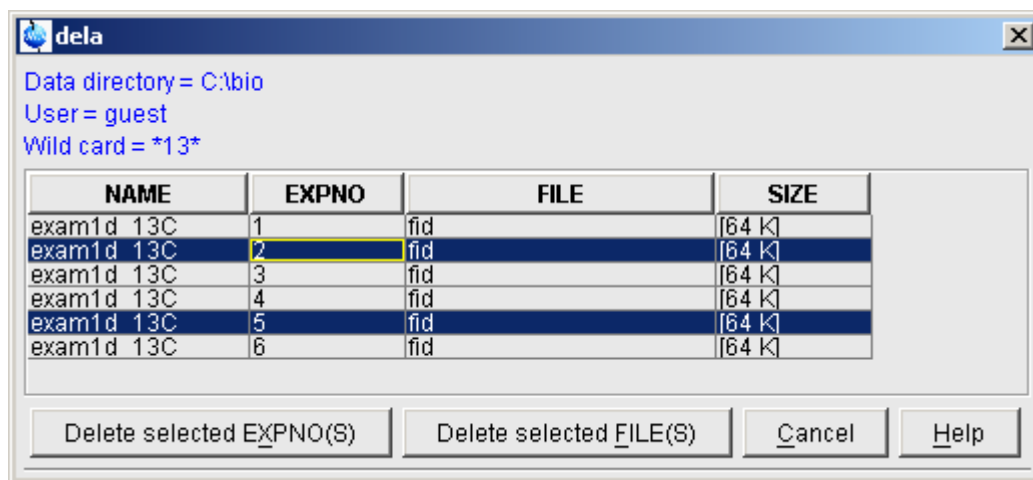 dela
Data directory = C:\bio
User = guest
Wild card = *13*
NAME EXPNO FILE SIZE
exam1d_13C 1 fid [64 K]
exam1d_13C 2 fid [64 K]
exam1d_13C 3 fid [64 K]
exam1d_13C 4 fid [64 K]
exam1d_13C 5 fid [64 K]
exam1d_13C 6 fid [64 K]
Delete selected EXPNO(S) Delete selected FILE(S) Cancel Help